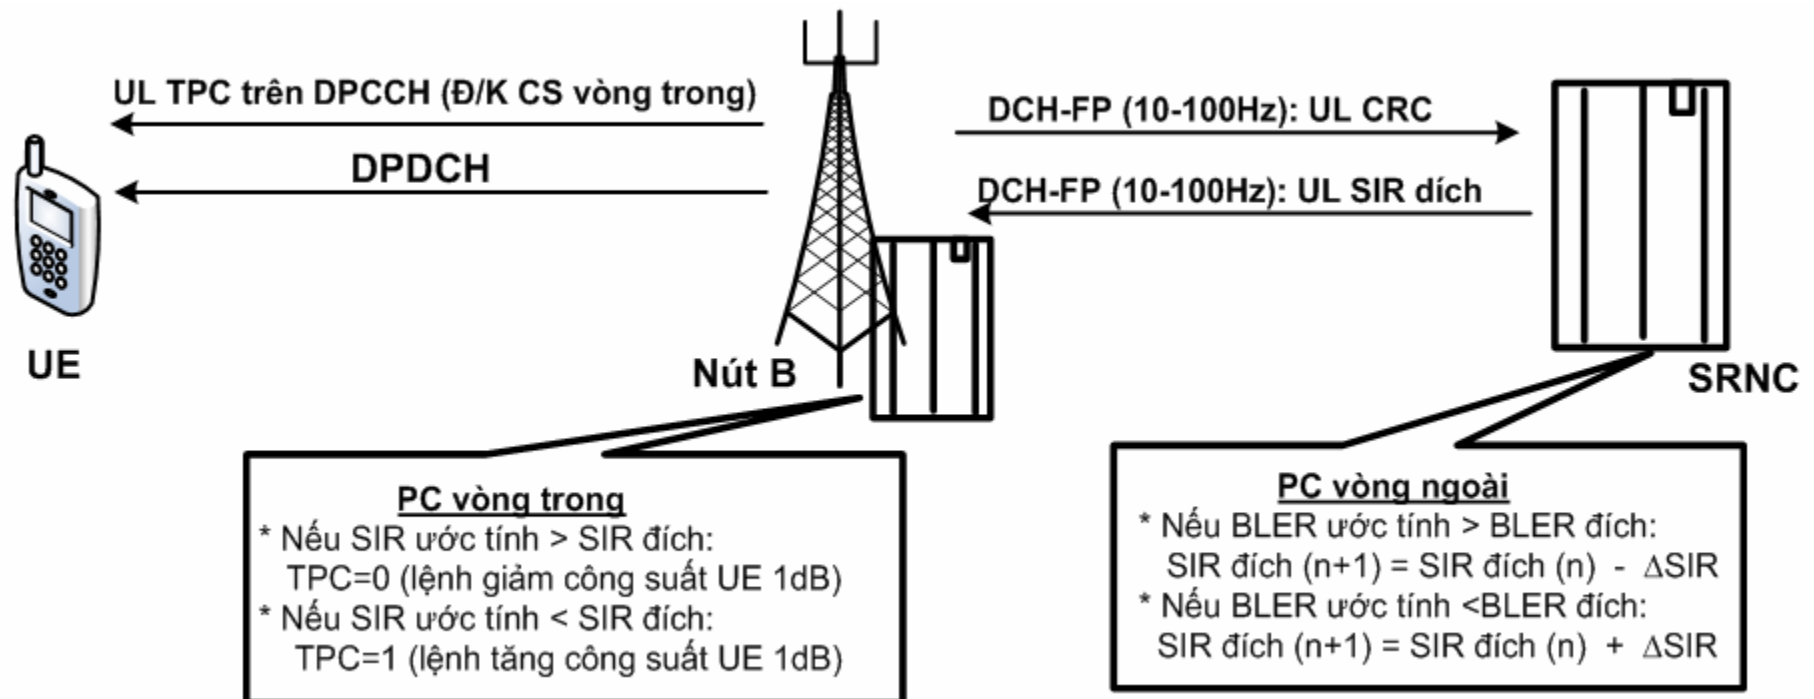 UL TPC trên DPCCH (Đ/K CS vòng trong)
DPDCH
DCH-FP (10-100Hz): UL CRC
DCH-FP (10-100Hz): UL SIR dích
UE
Nút B
SRNC
PC vòng trong
* Nếu SIR ước tính > SIR đích:
TPC=0 (lệnh giảm công suất UE 1dB)
* Nếu SIR ước tính < SIR đích:
TPC=1 (lệnh tăng công suất UE 1dB)
PC vòng ngoài
* Nếu BLER ước tính > BLER đích:
SIR đích (n+1) = SIR đích (n) - ∆SIR
* Nếu BLER ước tính <BLER đích:
SIR đích (n+1) = SIR đích (n) + ∆SIR